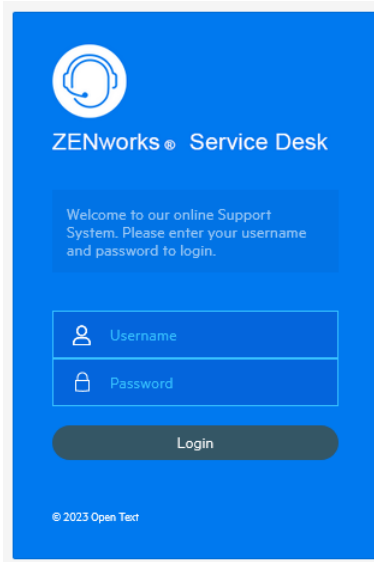 ZENworks ® Service Desk
Welcome to our online Support
System. Please enter your username
and password to login.
Username
Password
Login
© 2023 Open Text